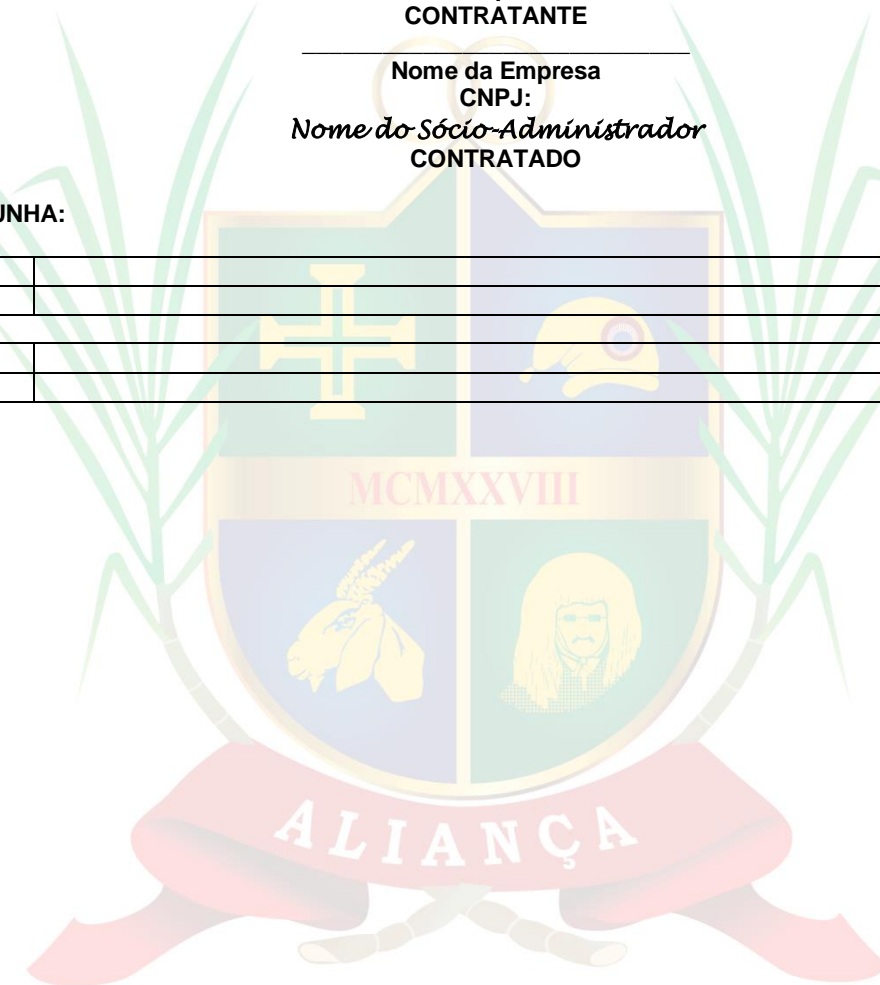 CONTRATANTE
Nome da Empresa
CNPJ:
Nome do Sócio-Administrador
CONTRATADO
UNHA:
MCMXXVIII
ALIANÇA